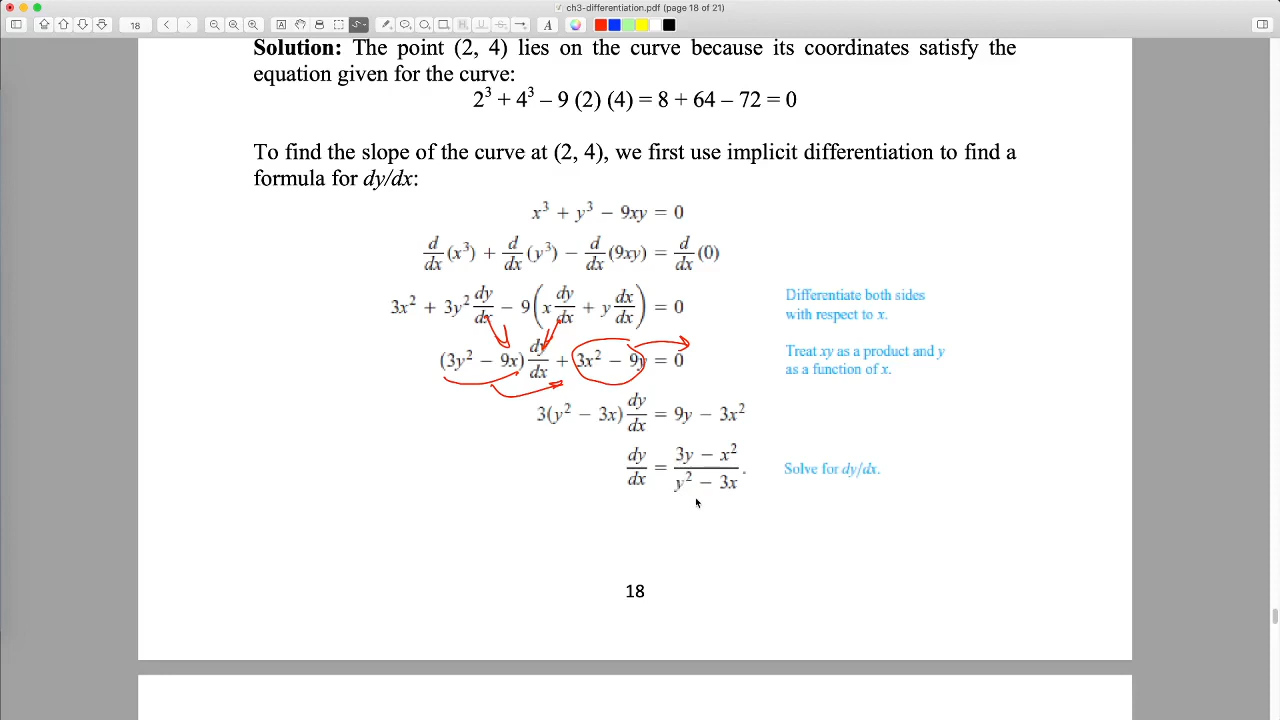 ch3-differentiation.pdf (page 18 of 21)
18
Solution: The point (2, 4) lies on the curve because its coordinates satisfy the
equation given for the curve:
2³ + 4³ – 9 (2) (4) = 8 + 64 – 72 = 0
To find the slope of the curve at (2, 4), we first use implicit differentiation to find a
formula for dy/dx:
x³ + y³ − 9xy = 0
d/dx (x³) + d/dx (y³) − d/dx (9xy) = d/dx (0)
3x² + 3y² dy/dx − 9(x dy/dx + y dx/dx) = 0
Differentiate both sides
with respect to x.
(3y² − 9x) dy/dx + 3x² − 9y = 0
Treat xy as a product and y
as a function of x.
3(y² − 3x) dy/dx = 9y − 3x²
dy/dx = (3y − x²)/(y² − 3x).
Solve for dy/dx.
18